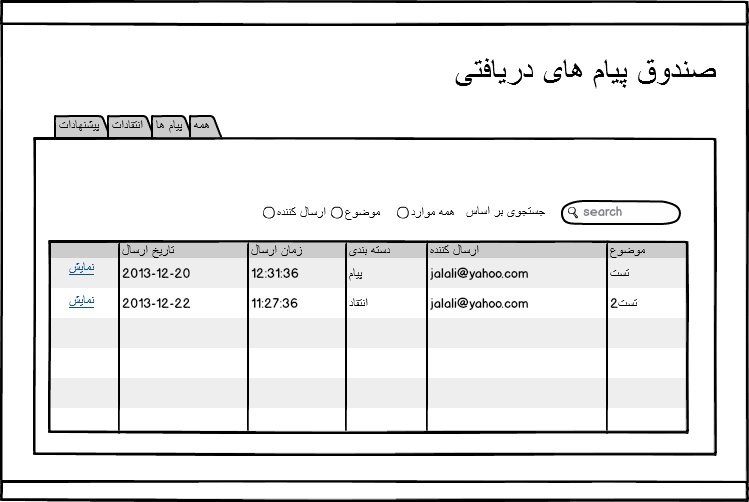 صندوق پیام های دریافتی
همه پیام ها انتقادات پیشنهادات
search جستجوی بر اساس همه موارد موضوع ارسال کننده
موضوع ارسال کننده دسته بندی زمان ارسال تاریخ ارسال
تست jalali@yahoo.com پیام 12:31:36 2013-12-20 نمایش
تست2 jalali@yahoo.com انتقاد 11:27:36 2013-12-22 نمایش